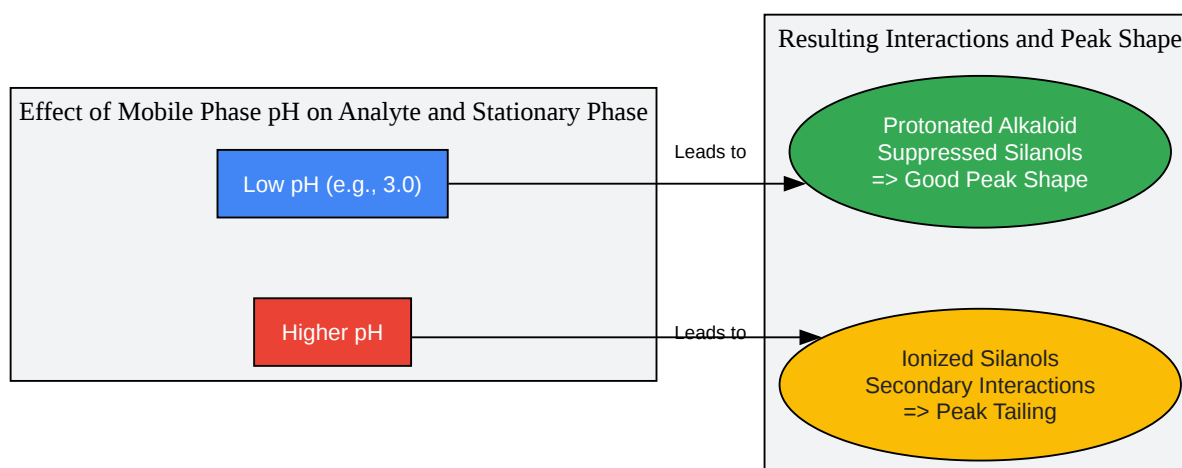 Effect of Mobile Phase pH on Analyte and Stationary Phase
Low pH (e.g., 3.0)
Higher pH
Leads to
Leads to
Resulting Interactions and Peak Shape
Protonated Alkaloid
Suppressed Silanols
=> Good Peak Shape
Ionized Silanols
Secondary Interactions
=> Peak Tailing